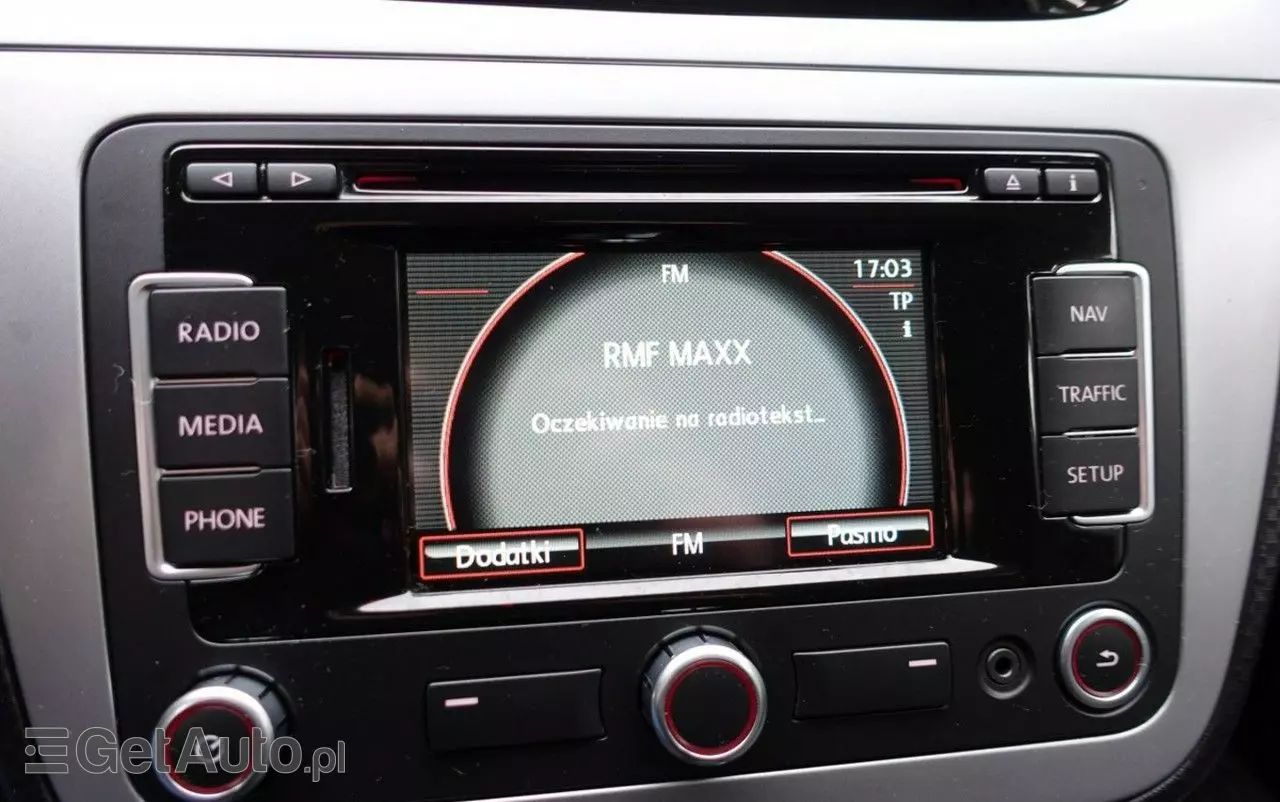 i
FM
17:03
TP
i
RMF MAXX
Oczekiwanie na radiotekst...
RADIO
MEDIA
PHONE
NAV
TRAFFIC
SETUP
Dodatki
FM
Pasmo
GetAuto.pl